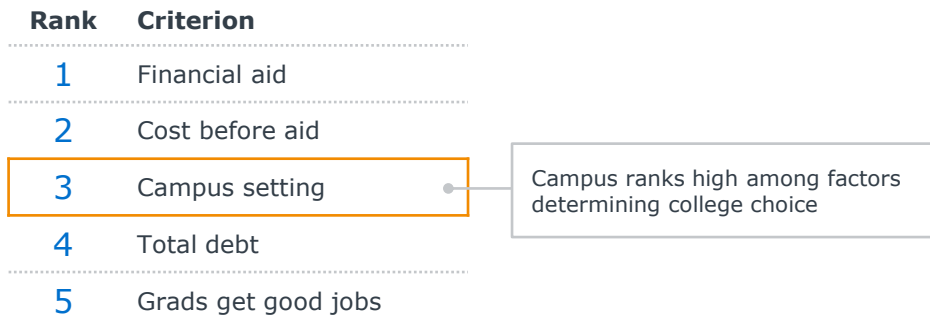 Rank Criterion
1 Financial aid
2 Cost before aid
3 Campus setting
Campus ranks high among factors
determining college choice
4 Total debt
5 Grads get good jobs